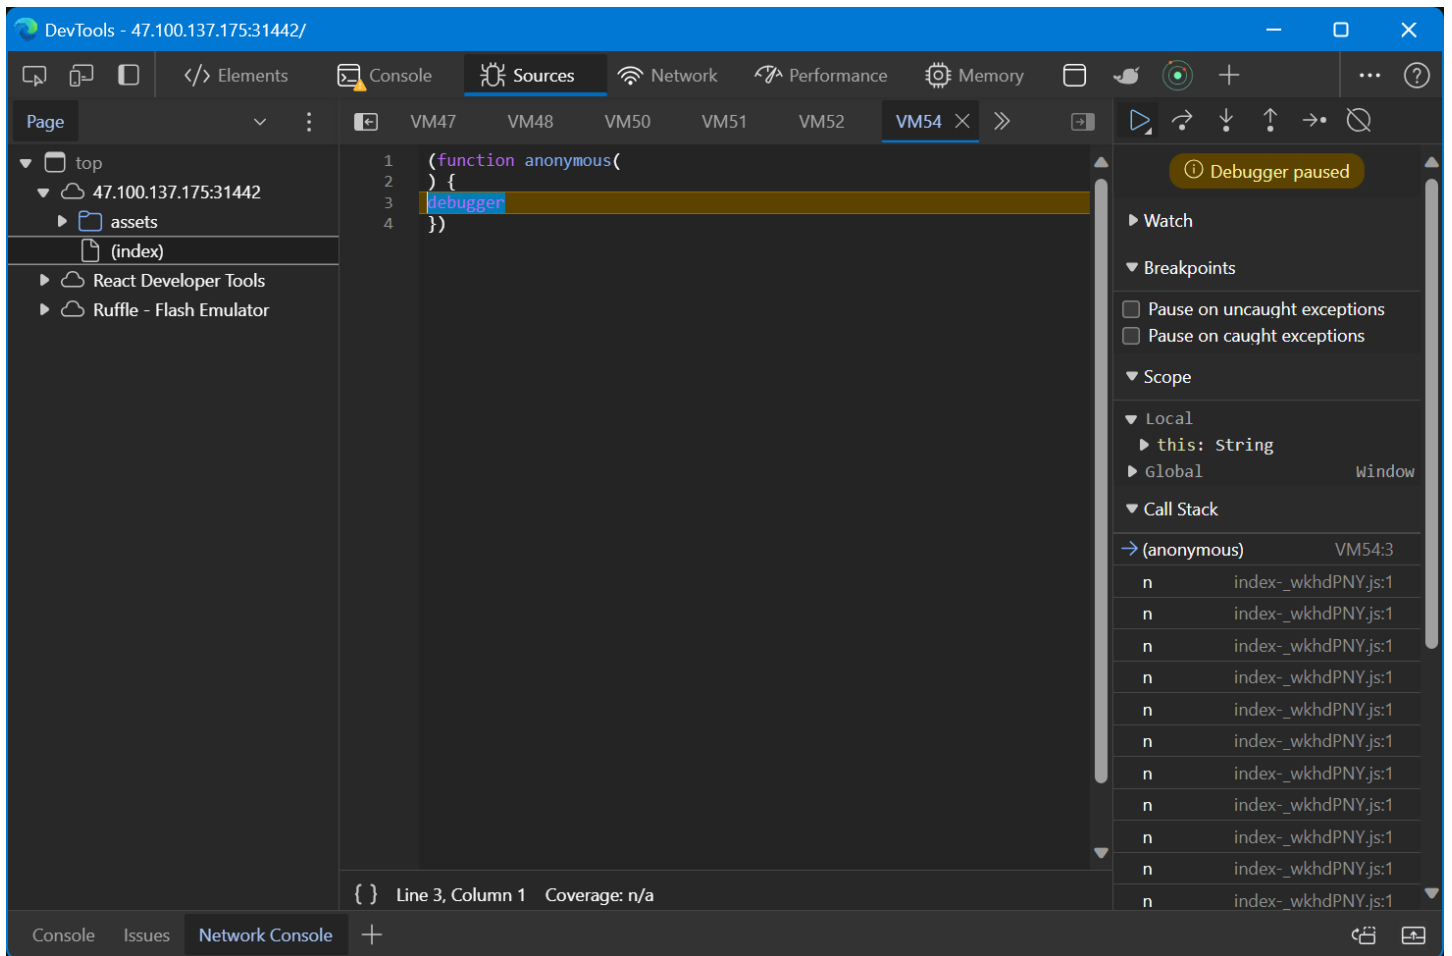 DevTools - 47.100.137.175:31442/
Elements Console Sources Network Performance Memory
Page
VM47 VM48 VM50 VM51 VM52 VM54
top
47.100.137.175:31442
assets
(index)
React Developer Tools
Ruffle - Flash Emulator
1 (function anonymous(
2 ) {
3 debugger
4 })
{ } Line 3, Column 1 Coverage: n/a
Debugger paused
Watch
Breakpoints
Pause on uncaught exceptions
Pause on caught exceptions
Scope
Local
this: String
Global Window
Call Stack
(anonymous) VM54:3
n index-_wkhdPNY.js:1
n index-_wkhdPNY.js:1
n index-_wkhdPNY.js:1
n index-_wkhdPNY.js:1
n index-_wkhdPNY.js:1
n index-_wkhdPNY.js:1
n index-_wkhdPNY.js:1
n index-_wkhdPNY.js:1
n index-_wkhdPNY.js:1
n index-_wkhdPNY.js:1
n index-_wkhdPNY.js:1
Console Issues Network Console